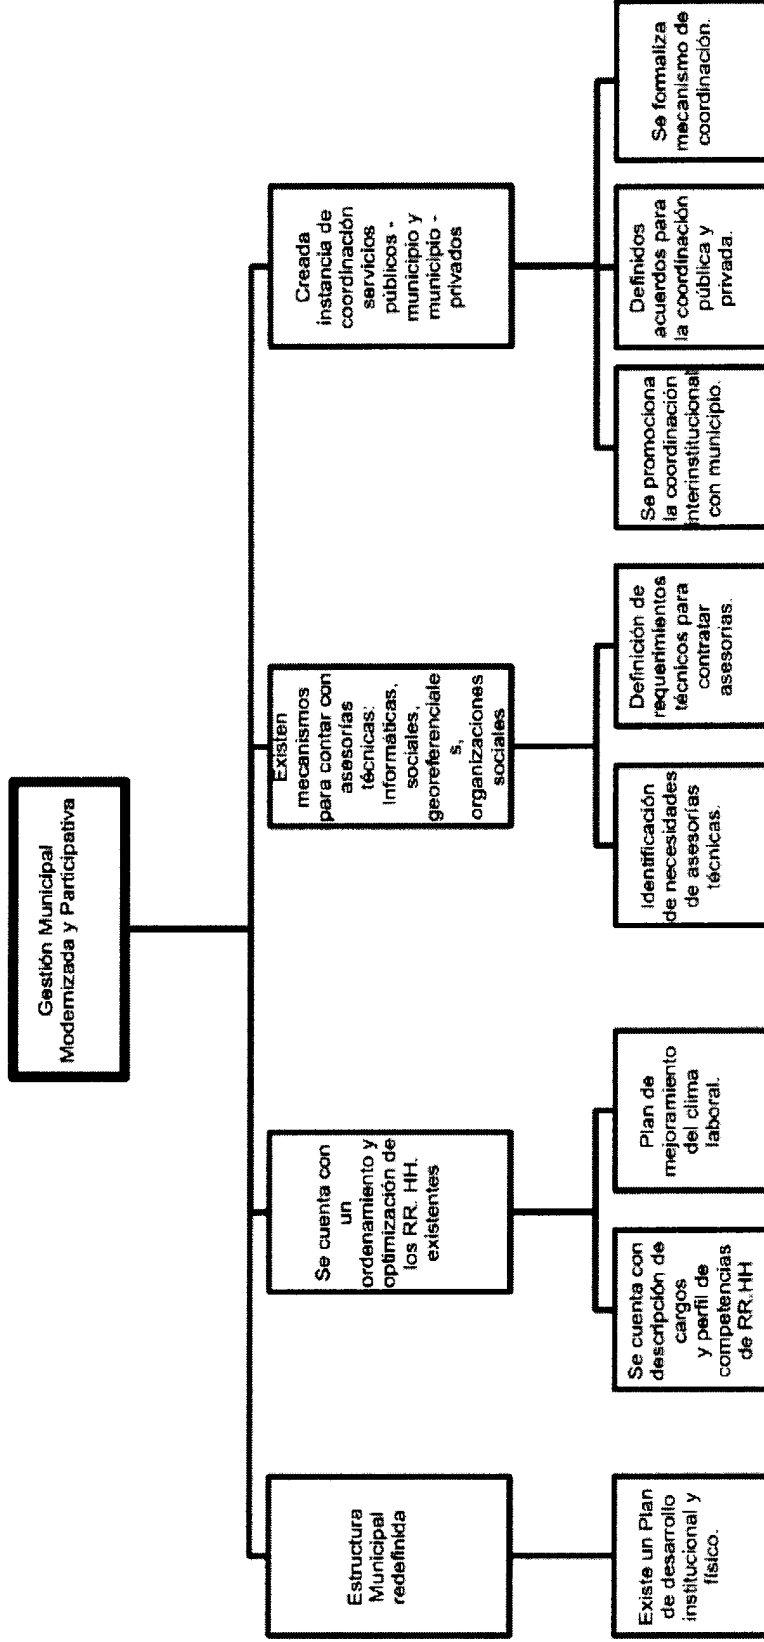 Gestión Municipal
Modernizada y Participativa
Estructura
Municipal
redefinida
Se cuenta con
un
ordenamiento y
optimización de
los RR. HH.
existentes
Existen
mecanismos
para contar con
asesorías
técnicas:
Informáticas,
sociales,
georeferenciale
s,
organizaciones
sociales
Creada
instancia de
coordinación
servicios
públicos -
municipio y
municipio -
privados
Existe un Plan
de desarrollo
institucional y
físico.
Se cuenta con
descripción de
cargos
y perfil de
competencias
de RR.HH
Plan de
mejoramiento
del clima
laboral.
Identificación
de necesidades
de asesorías
técnicas.
Definición de
requerimientos
técnicos para
contratar
asesorías.
Se promociona
la coordinación
interinstitucional
con municipio.
Definidos
acuerdos para
la coordinación
pública y
privada.
Se formaliza
mecanismo de
coordinación.